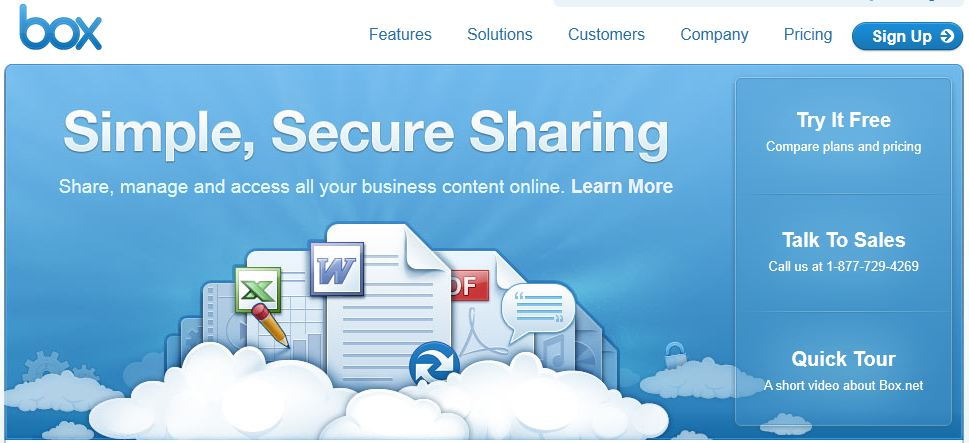 box
Features
Solutions
Customers
Company
Pricing
Sign Up
Simple, Secure Sharing
Share, manage and access all your business content online. Learn More
Try It Free
Compare plans and pricing
Talk To Sales
Call us at 1-877-729-4269
Quick Tour
A short video about Box.net
X
W
DF